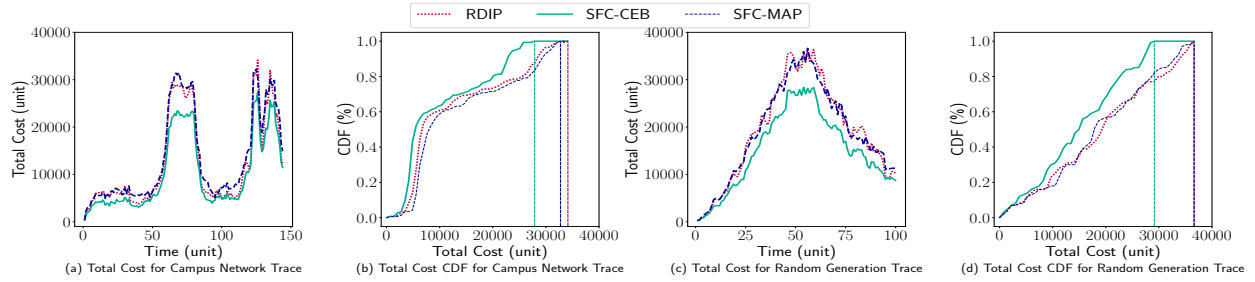 RDIP SFC-CEB SFC-MAP
Total Cost (unit)
40000
30000
20000
10000
0
0 50 100 150
Time (unit)
(a) Total Cost for Campus Network Trace
CDF (%)
1.0
0.8
0.6
0.4
0.2
0.0
0 10000 20000 30000 40000
Total Cost (unit)
(b) Total Cost CDF for Campus Network Trace
Total Cost (unit)
40000
30000
20000
10000
0
0 25 50 75 100
Time (unit)
(c) Total Cost for Random Generation Trace
CDF (%)
1.0
0.8
0.6
0.4
0.2
0.0
0 10000 20000 30000 40000
Total Cost (unit)
(d) Total Cost CDF for Random Generation Trace